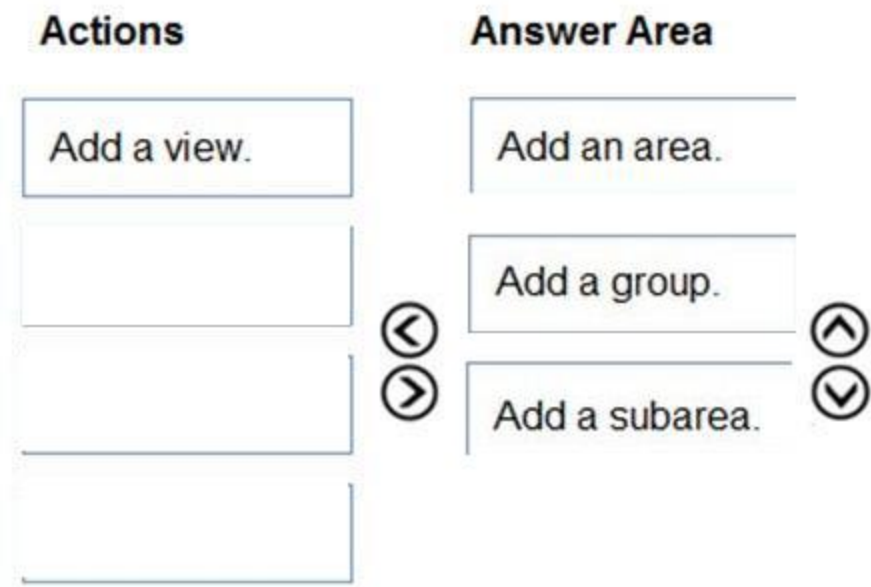 Actions
Answer Area
Add a view.
Add an area.
Add a group.
Add a subarea.